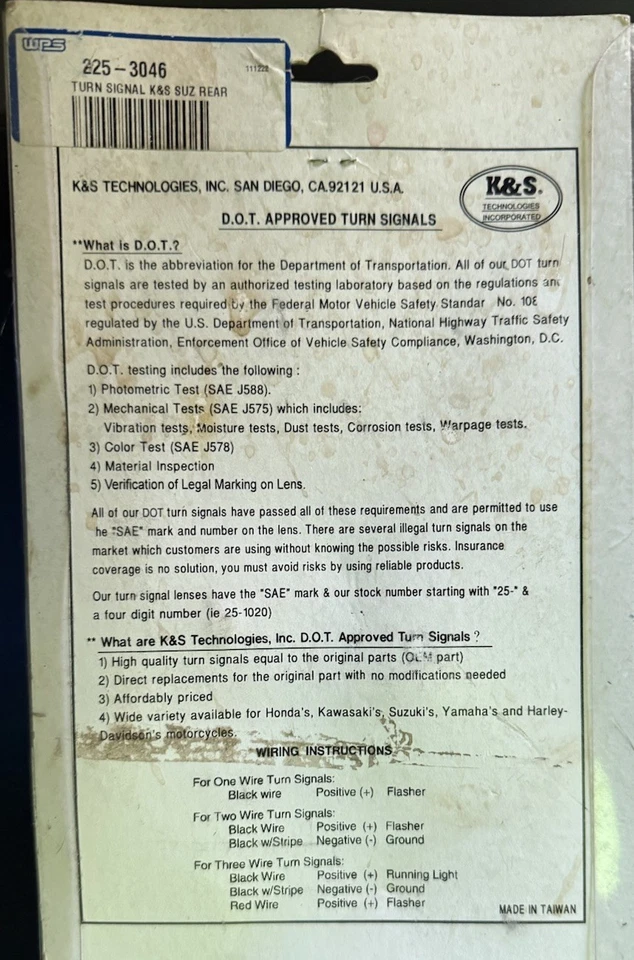 WPS
225-3046
111222
TURN SIGNAL K&S SUZ REAR
K&S TECHNOLOGIES, INC. SAN DIEGO, CA.92121 U.S.A.
K&S®
TECHNOLOGIES
INCORPORATED
D.O.T. APPROVED TURN SIGNALS
**What is D.O.T.?
D.O.T. is the abbreviation for the Department of Transportation. All of our DOT turn
signals are tested by an authorized testing laboratory based on the regulations and
test procedures required by the Federal Motor Vehicle Safety Standar No. 108
regulated by the U.S. Department of Transportation, National Highway Traffic Safety
Administration, Enforcement Office of Vehicle Safety Compliance, Washington, D.C.
D.O.T. testing includes the following :
1) Photometric Test (SAE J588).
2) Mechanical Tests (SAE J575) which includes:
Vibration tests, Moisture tests, Dust tests, Corrosion tests, Warpage tests.
3) Color Test (SAE J578)
4) Material Inspection
5) Verification of Legal Marking on Lens.
All of our DOT turn signals have passed all of these requirements and are permitted to use
he "SAE" mark and number on the lens. There are several illegal turn signals on the
market which customers are using without knowing the possible risks. Insurance
coverage is no solution, you must avoid risks by using reliable products.
Our turn signal lenses have the "SAE" mark & our stock number starting with "25-" &
a four digit number (ie 25-1020)
** What are K&S Technologies, Inc. D.O.T. Approved Turn Signals ?
1) High quality turn signals equal to the original parts (OEM part)
2) Direct replacements for the original part with no modifications needed
3) Affordably priced
4) Wide variety available for Honda's, Kawasaki's, Suzuki's, Yamaha's and Harley-
Davidson's motorcycles.
WIRING INSTRUCTIONS
For One Wire Turn Signals:
Black wire Positive (+) Flasher
For Two Wire Turn Signals:
Black Wire Positive (+) Flasher
Black w/Stripe Negative (-) Ground
For Three Wire Turn Signals:
Black Wire Positive (+) Running Light
Black w/Stripe Negative (-) Ground
Red Wire Positive (+) Flasher
MADE IN TAIWAN